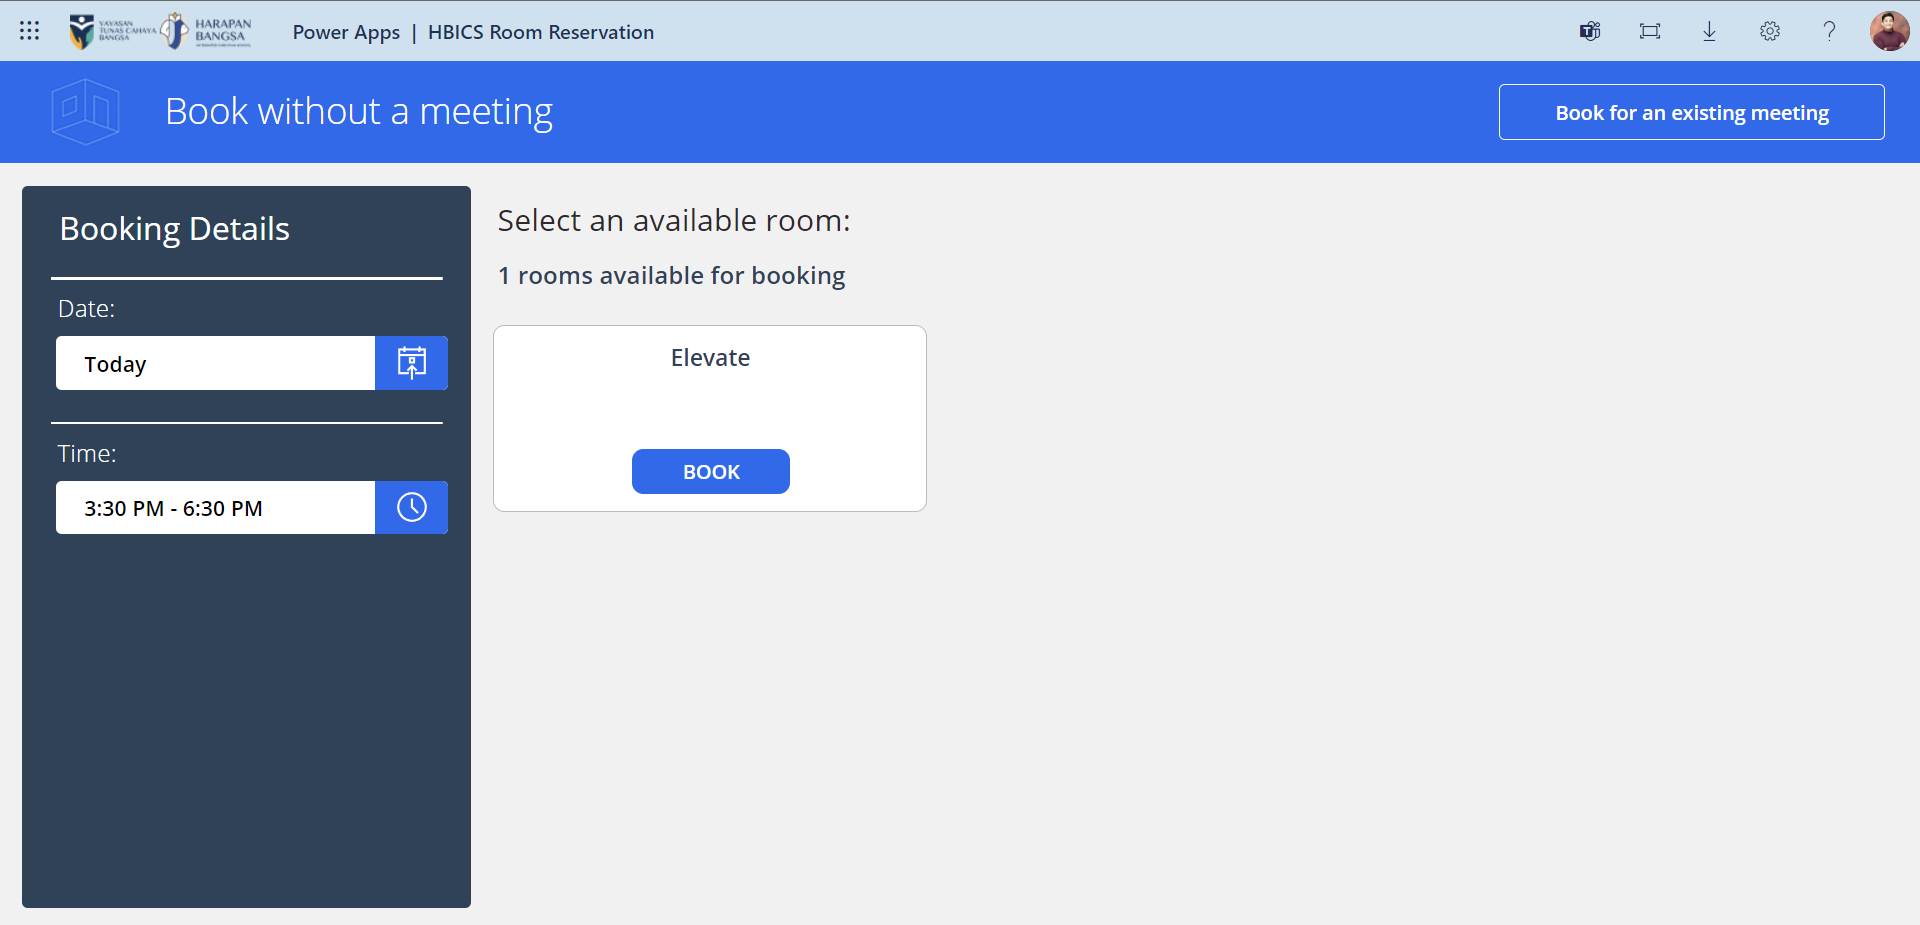 YAYASAN
TUNAS CAHAYA
BANGSA
HARAPAN
BANGSA
Power Apps | HBICS Room Reservation
Book without a meeting
Book for an existing meeting
Booking Details
Date:
Today
Time:
3:30 PM - 6:30 PM
Select an available room:
1 rooms available for booking
Elevate
BOOK